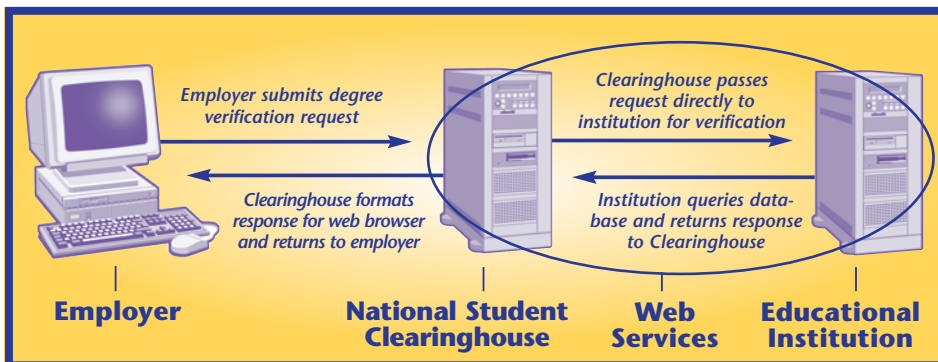 Employer submits degree
verification request
Clearinghouse passes
request directly to
institution for verification
Clearinghouse formats
response for web browser
and returns to employer
Institution queries data-
base and returns response
to Clearinghouse
Employer
National Student
Clearinghouse
Web
Services
Educational
Institution